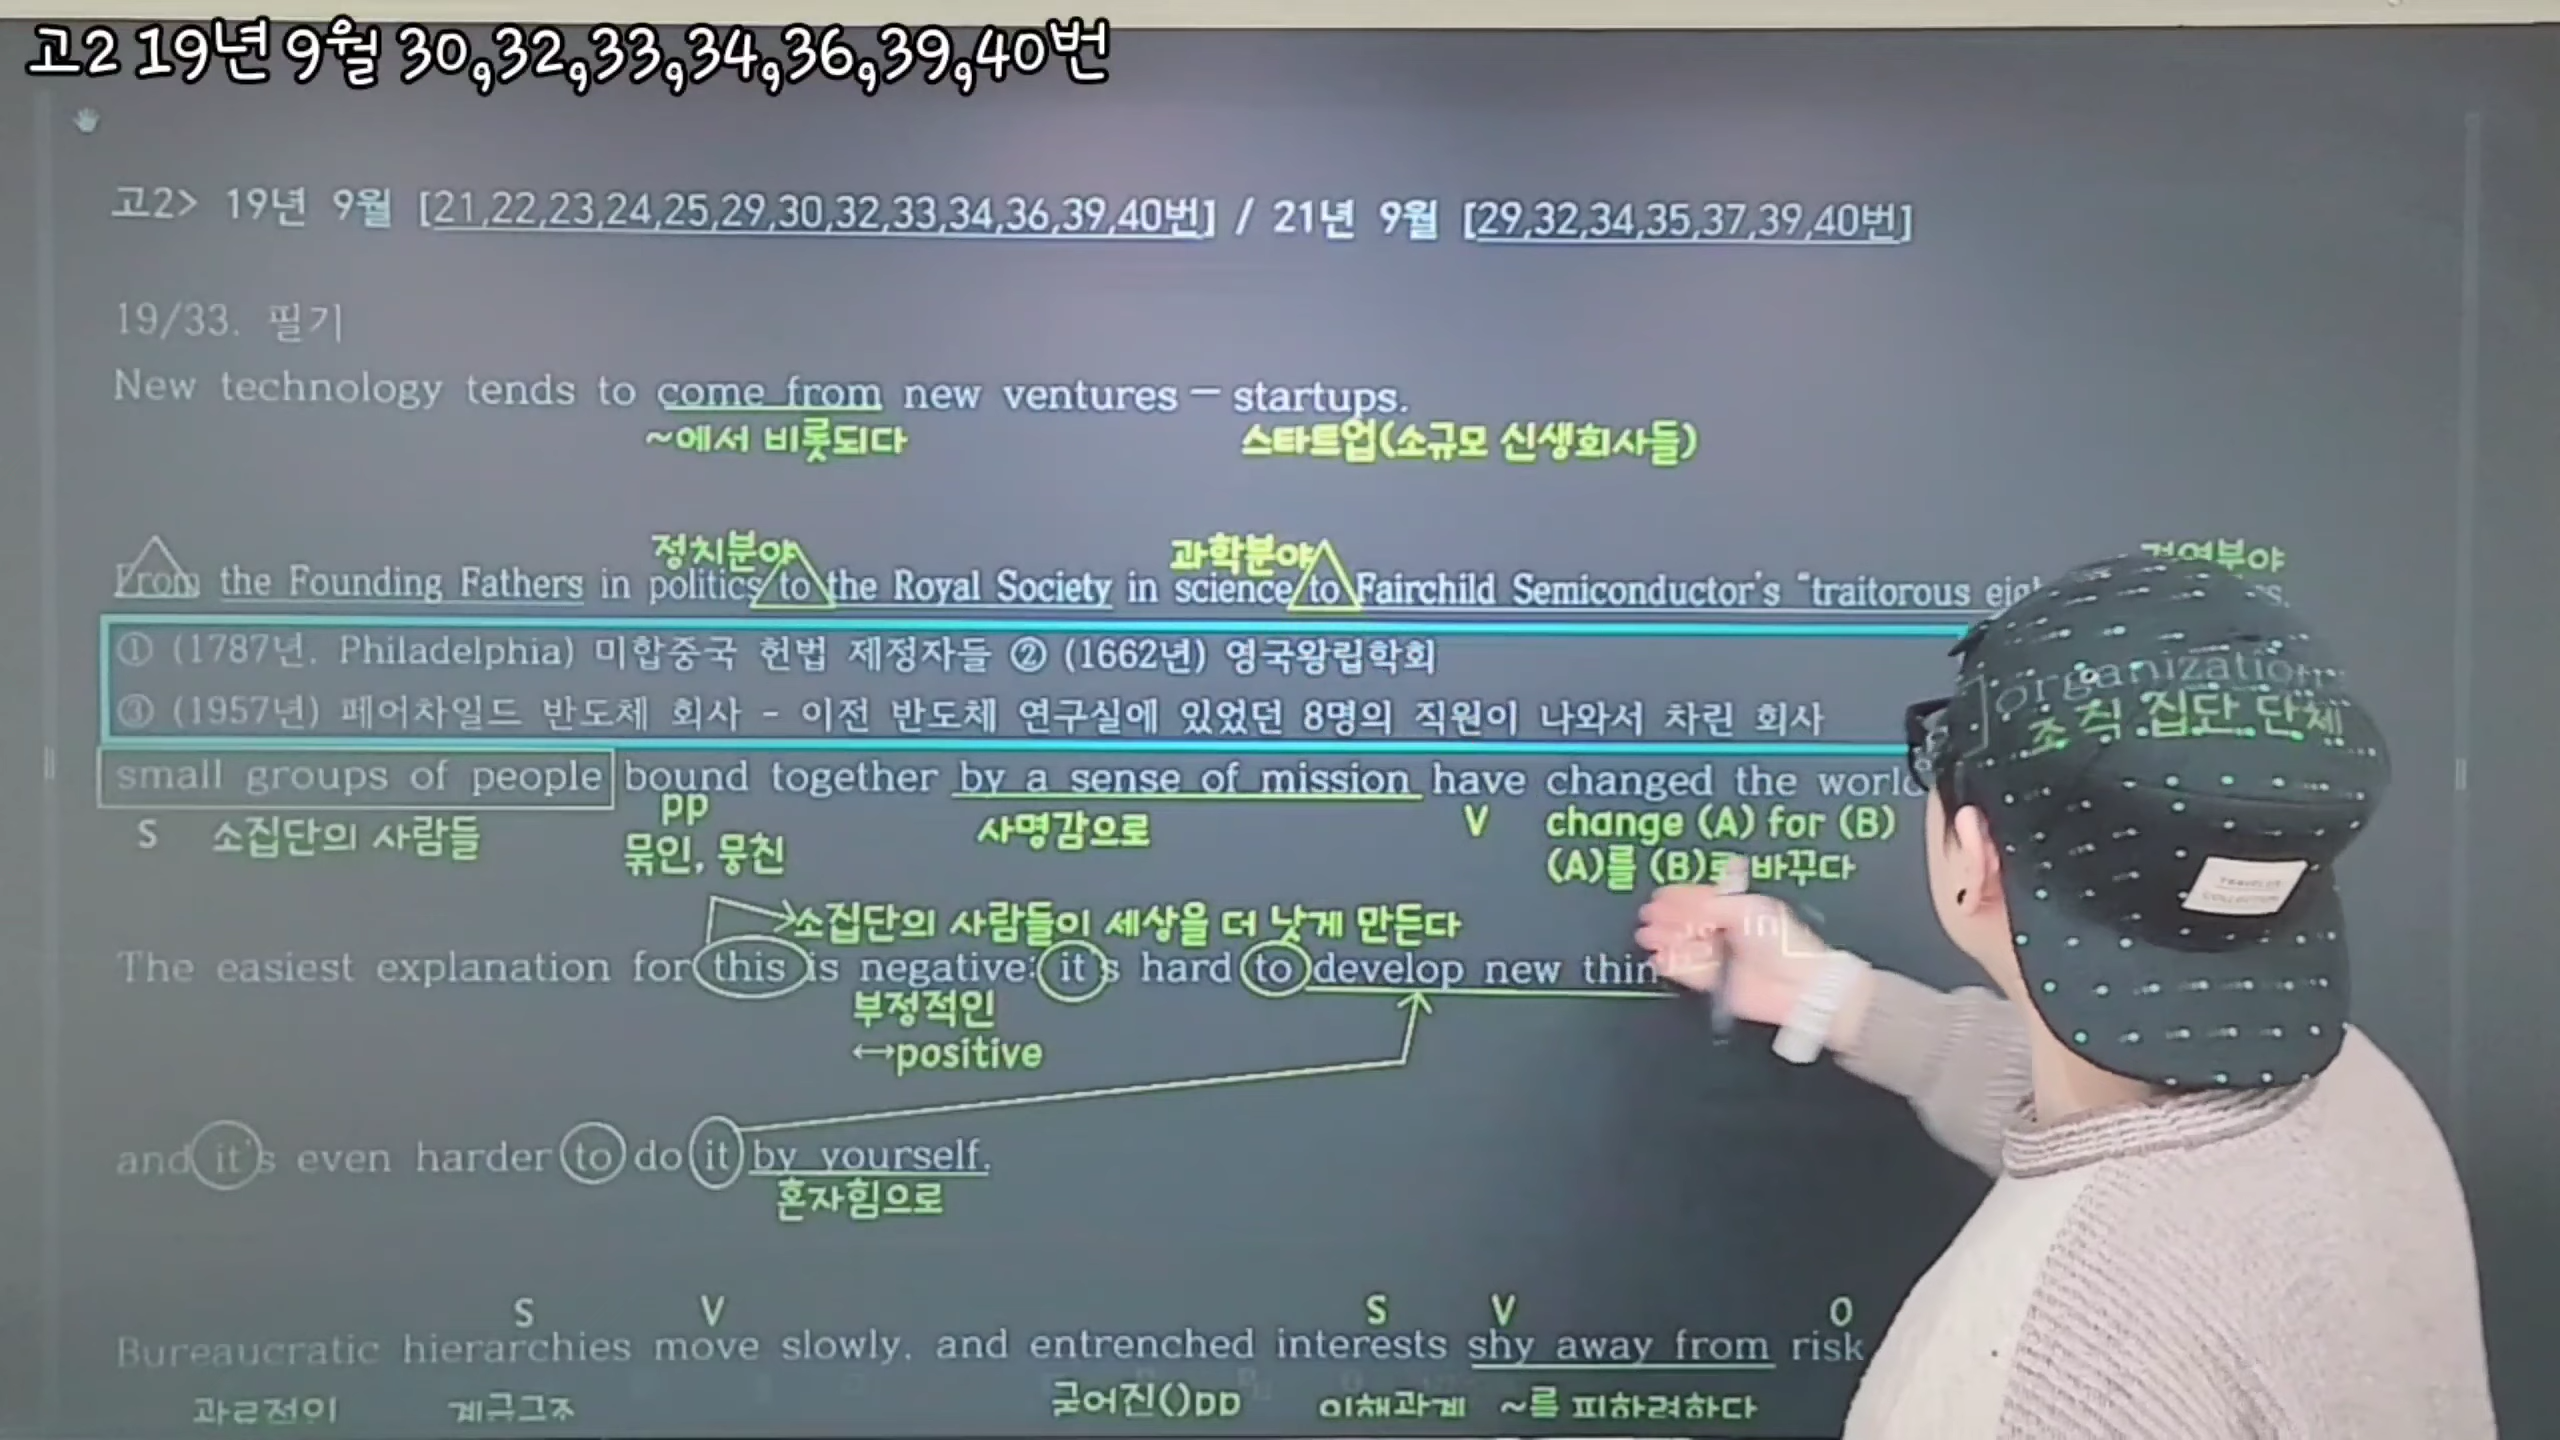 고2 19년 9월 30,32,33,34,36,39,40번
고2> 19년 9월 [21,22,23,24,25,29,30,32,33,34,36,39,40번] / 21년 9월 [29,32,34,35,37,39,40번]
19/33. 필기
New technology tends to come from new ventures — startups.
~에서 비롯되다 스타트업(소규모 신생회사들)
정치분야 과학분야
From the Founding Fathers in politics to the Royal Society in science to Fairchild Semiconductor's "traitorous
① (1787년. Philadelphia) 미합중국 헌법 제정자들 ② (1662년) 영국왕립학회
organization
③ (1957년) 페어차일드 반도체 회사 - 이전 반도체 연구실에 있었던 8명의 직원이 나와서 차린 회사
조직 집단 단체
small groups of people bound together by a sense of mission have changed the world
pp
S 소집단의 사람들 묶인, 뭉친 사명감으로 V change (A) for (B)
(A)를 (B)로 바꾸다
소집단의 사람들이 세상을 더 낫게 만든다
The easiest explanation for this is negative: it's hard to develop new
in
부정적인
↔positive
and it's even harder to do it by yourself.
혼자힘으로
S V S V O
Bureaucratic hierarchies move slowly, and entrenched interests shy away from risk
관료적인 계급구조 굳어진()pp 이해관계 ~를 피하려하다